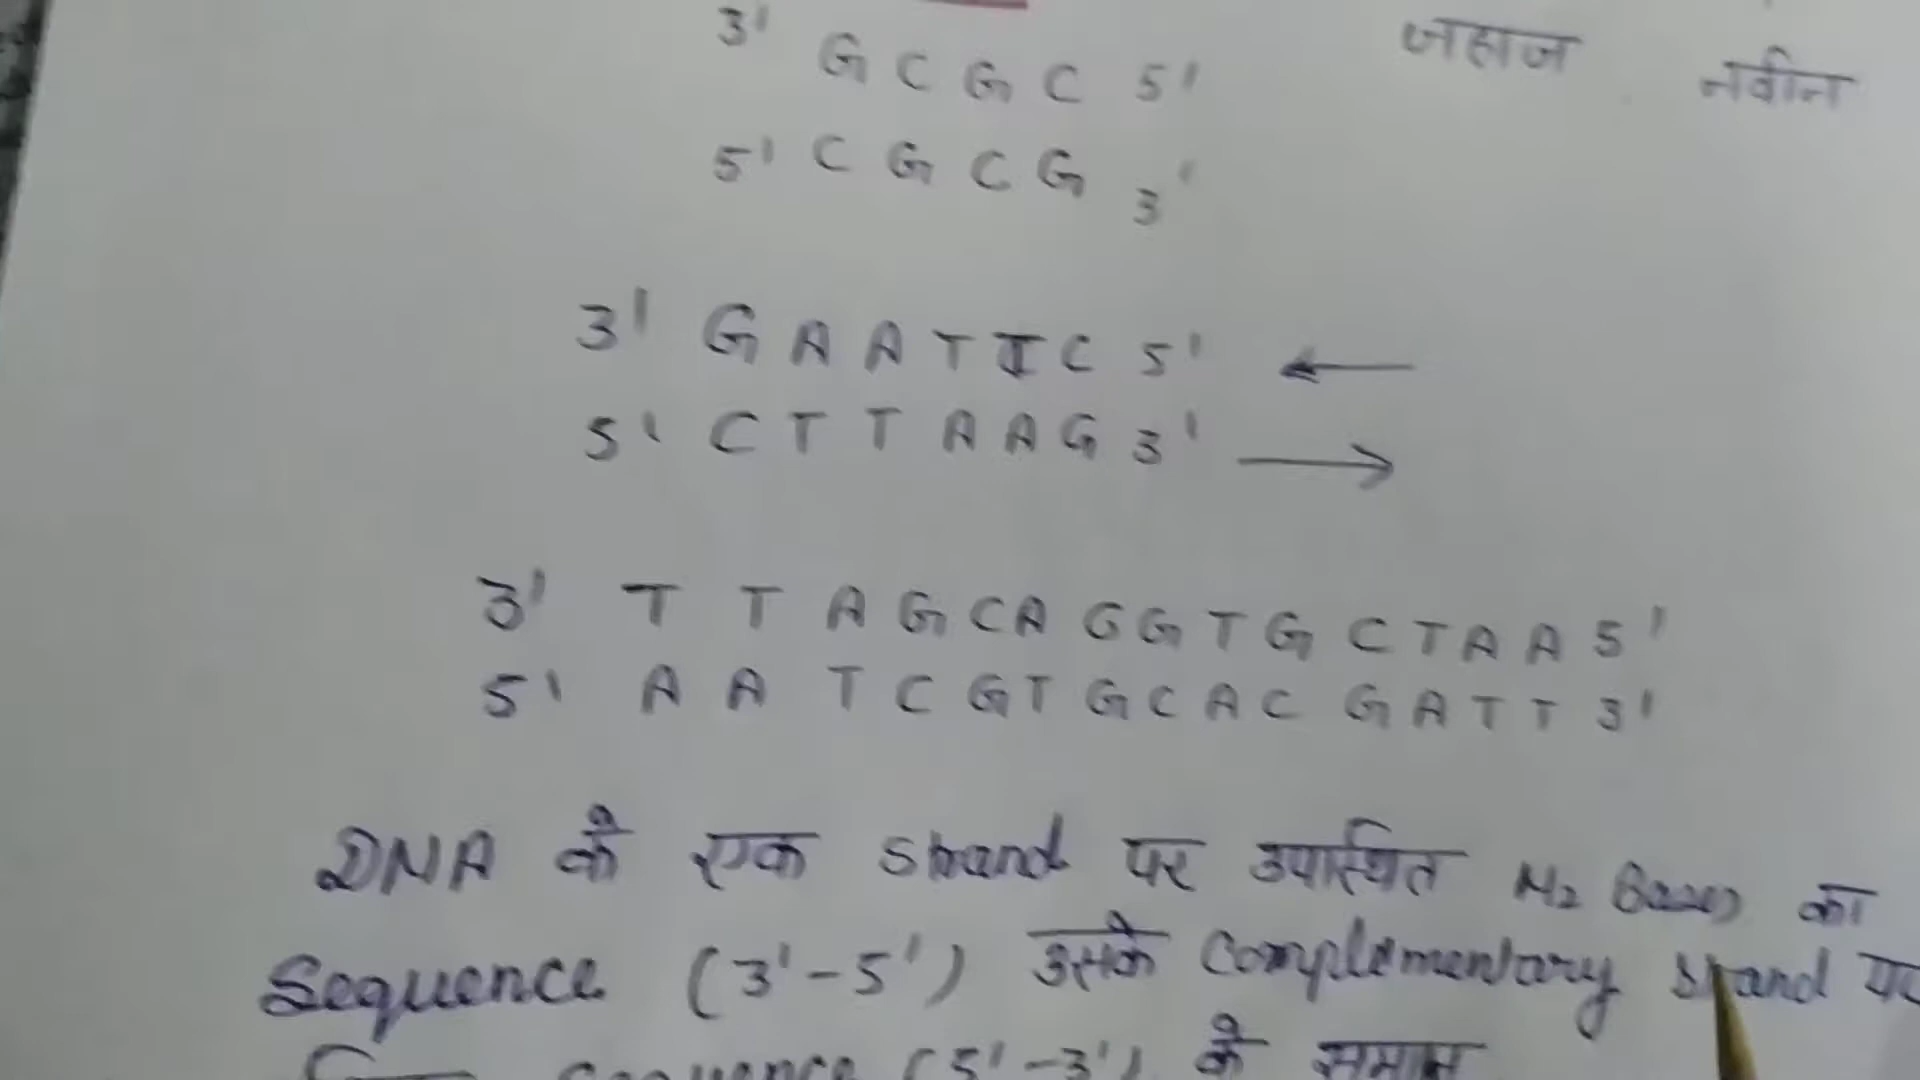 3' G C G C 5'
जहाज नवीन
5' C G C G 3'
3' G A A T T C 5' ←
5' C T T A A G 3' →
3' T T A G C A G G T G C T A A 5'
5' A A T C G T G C A C G A T T 3'
DNA के एक strand पर उपस्थित N2 Bases का
Sequence (3'-5') उसके Complementary strand पर
sequence (5'-3') के समान